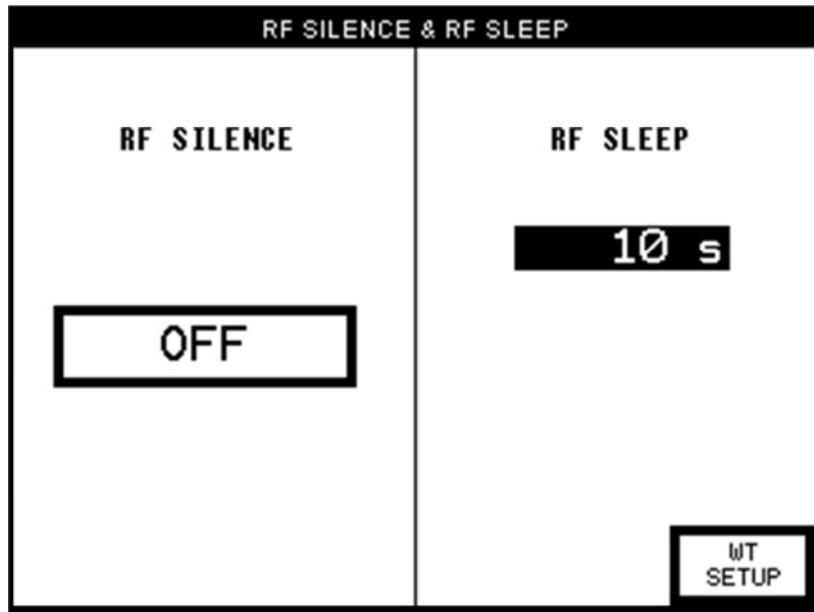 RF SILENCE & RF SLEEP
RF SILENCE
OFF
RF SLEEP
10 s
WT
SETUP